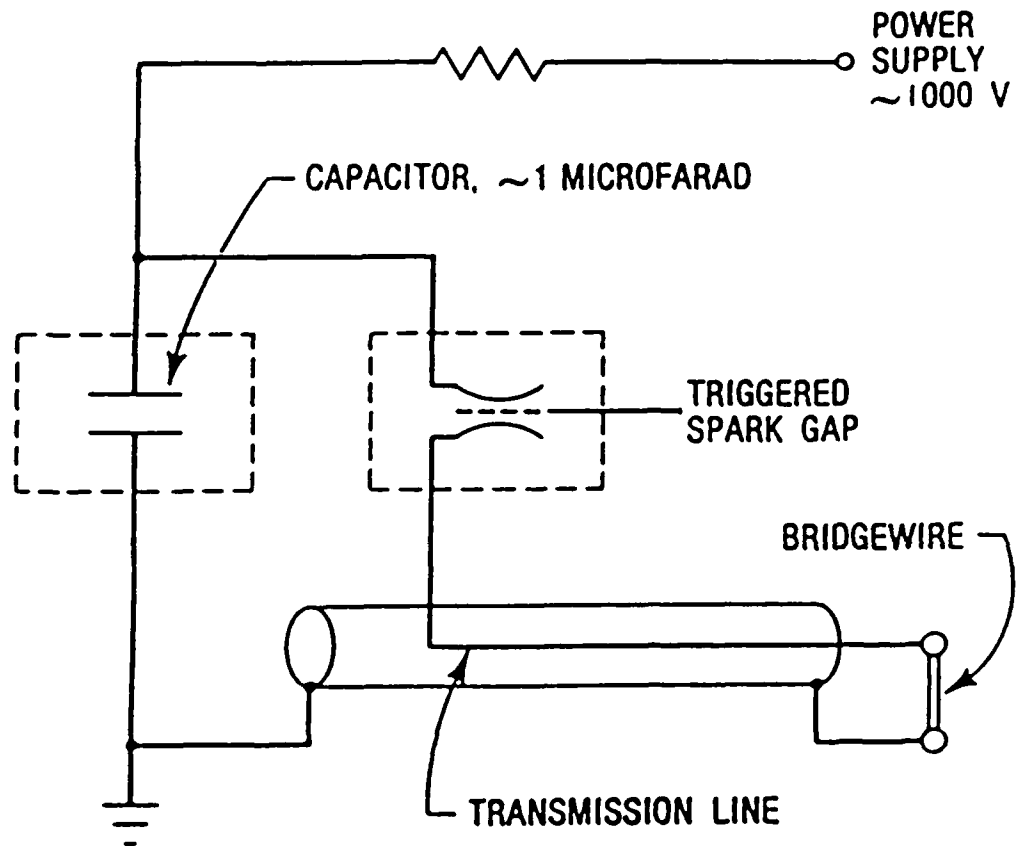 POWER
SUPPLY
~1000 V
CAPACITOR, ~1 MICROFARAD
TRIGGERED
SPARK GAP
BRIDGEWIRE
TRANSMISSION LINE